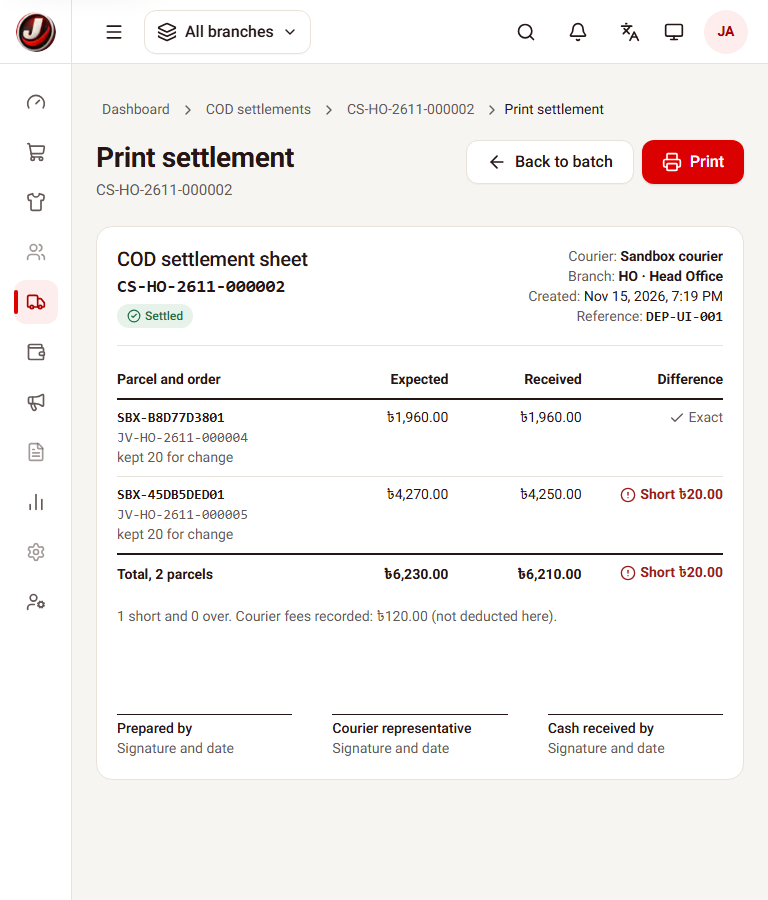 J
All branches
JA
Dashboard > COD settlements > CS-HO-2611-000002 > Print settlement
Print settlement
CS-HO-2611-000002
Back to batch
Print
COD settlement sheet
CS-HO-2611-000002
Settled
Courier: Sandbox courier
Branch: HO · Head Office
Created: Nov 15, 2026, 7:19 PM
Reference: DEP-UI-001
Parcel and order Expected Received Difference
SBX-B8D77D3801 ৳1,960.00 ৳1,960.00 Exact
JV-HO-2611-000004
kept 20 for change
SBX-45DB5DED01 ৳4,270.00 ৳4,250.00 Short ৳20.00
JV-HO-2611-000005
kept 20 for change
Total, 2 parcels ৳6,230.00 ৳6,210.00 Short ৳20.00
1 short and 0 over. Courier fees recorded: ৳120.00 (not deducted here).
Prepared by Courier representative Cash received by
Signature and date Signature and date Signature and date